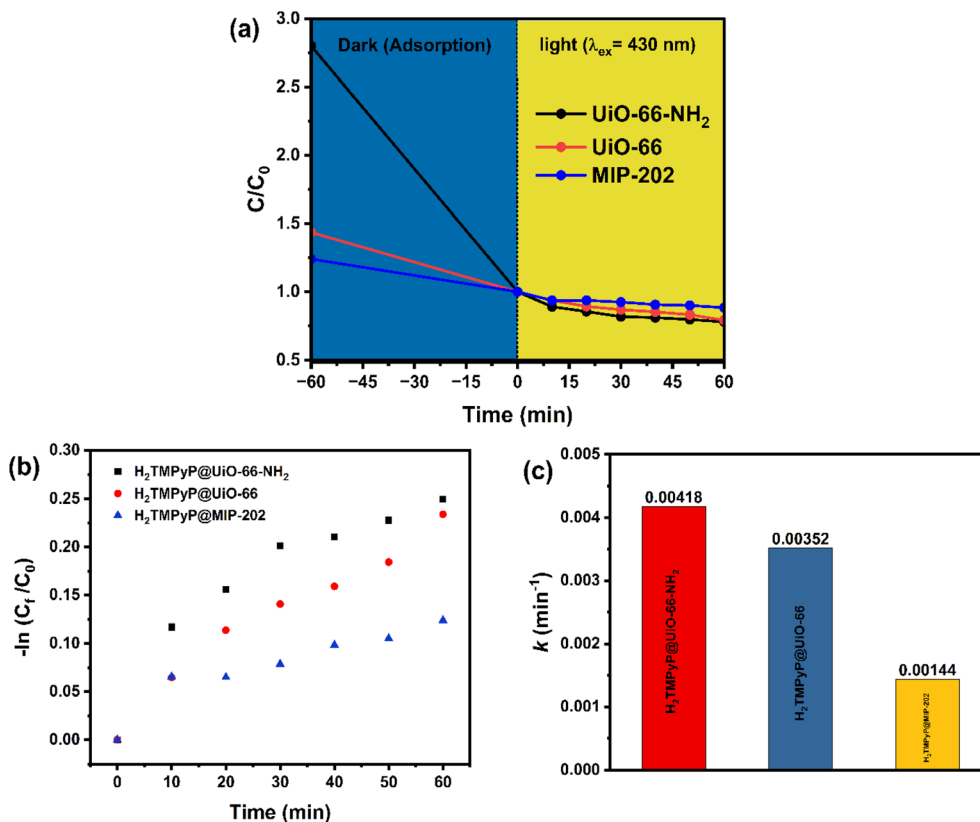 (a)
Dark (Adsorption)
light (λex= 430 nm)
UiO-66-NH2
UiO-66
MIP-202
C/C0
3.0
2.5
2.0
1.5
1.0
0.5
−60 −45 −30 −15 0 15 30 45 60
Time (min)
(b)
H2TMPyP@UiO-66-NH2
H2TMPyP@UiO-66
H2TMPyP@MIP-202
-ln (Cf /C0)
0.30
0.25
0.20
0.15
0.10
0.05
0.00
0 10 20 30 40 50 60
Time (min)
(c)
k (min-1)
0.005
0.004
0.003
0.002
0.001
0.000
0.00418
0.00352
0.00144
H2TMPyP@UiO-66-NH2
H2TMPyP@UiO-66
H2TMPyP@MIP-202